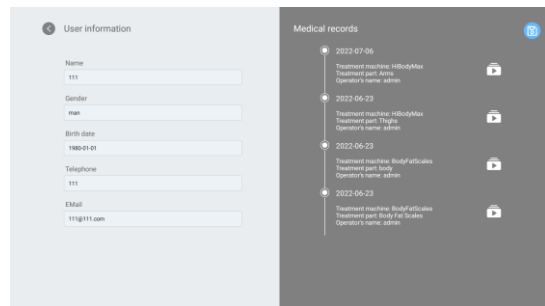 User information
Name
111
Gender
man
Birth date
1980-01-01
Telephone
111
EMail
111@111.com
Medical records
2022-07-06
Treatment machine: HiBodyMax
Treatment part: Arms
Operator's name: admin
2022-06-23
Treatment machine: HiBodyMax
Treatment part: Thighs
Operator's name: admin
2022-06-23
Treatment machine: BodyFatScales
Treatment part: body
Operator's name: admin
2022-06-23
Treatment machine: BodyFatScales
Treatment part: Body Fat Scales
Operator's name: admin